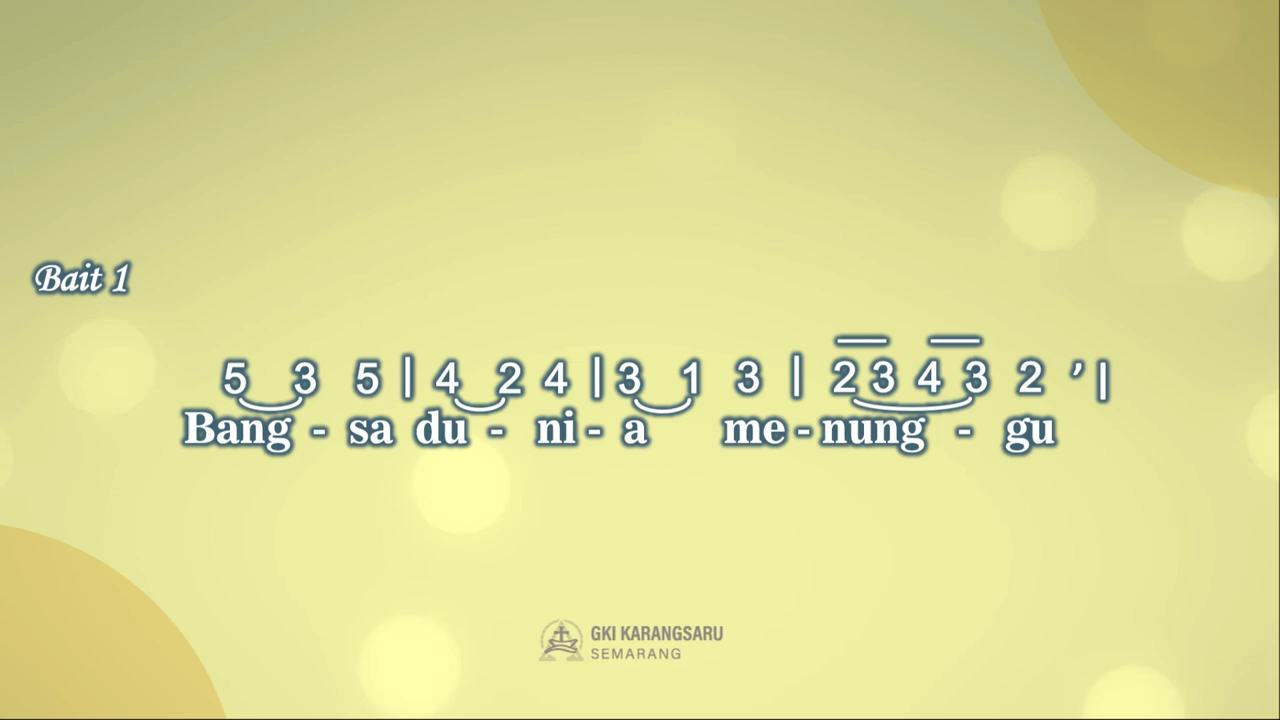 Bait 1
5 3 5 | 4 2 4 | 3 1 3 | 2 3 4 3 2 ’ |
Bang - sa du - ni - a me - nung - gu
GKI KARANGSARU
SEMARANG